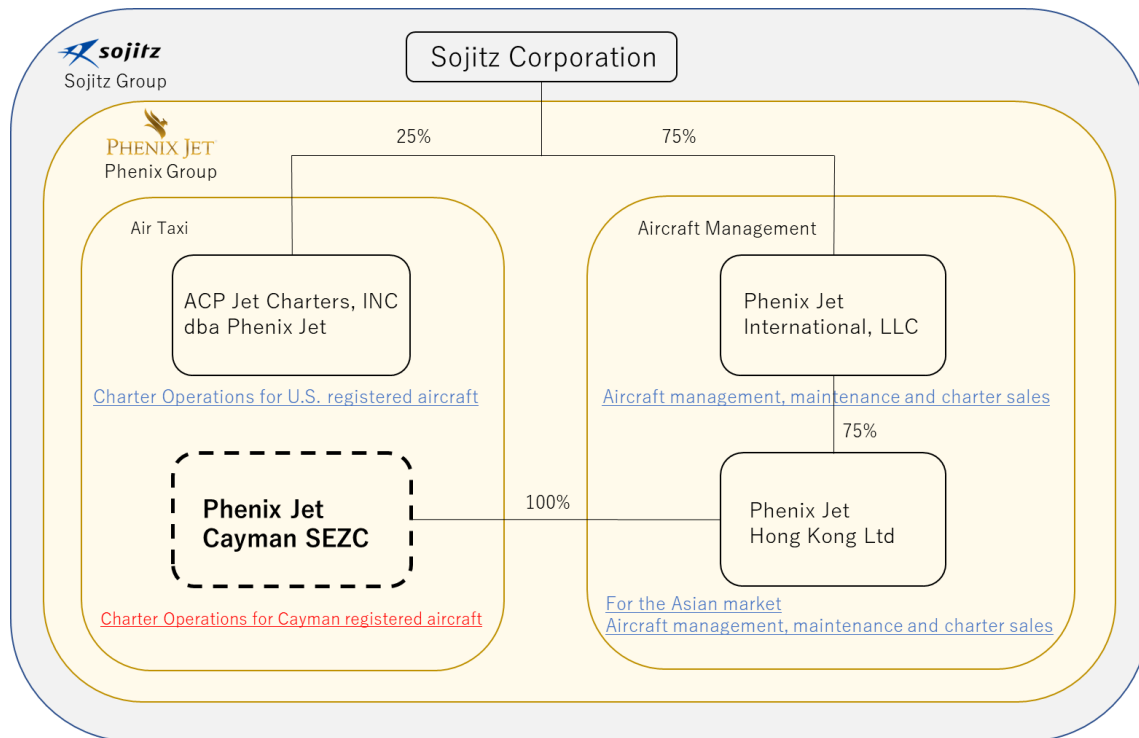 sojitz
Sojitz Group
Sojitz Corporation
PHENIX JET
Phenix Group
25%
75%
Air Taxi
Aircraft Management
ACP Jet Charters, INC
dba Phenix Jet
Phenix Jet
International, LLC
Charter Operations for U.S. registered aircraft
Aircraft management, maintenance and charter sales
75%
Phenix Jet
Cayman SEZC
100%
Phenix Jet
Hong Kong Ltd
Charter Operations for Cayman registered aircraft
For the Asian market
Aircraft management, maintenance and charter sales